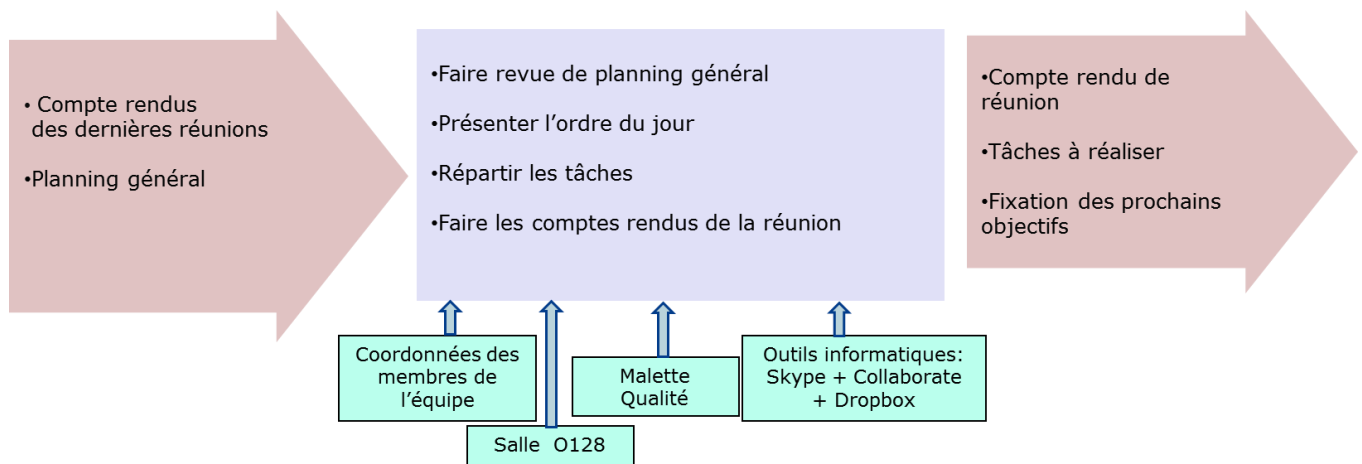 • Compte rendus
des dernières réunions
•Planning général
•Faire revue de planning général
•Présenter l’ordre du jour
•Répartir les tâches
•Faire les comptes rendus de la réunion
•Compte rendu de
réunion
•Tâches à réaliser
•Fixation des prochains
objectifs
Coordonnées des
membres de
l’équipe
Salle O128
Malette
Qualité
Outils informatiques:
Skype + Collaborate
+ Dropbox